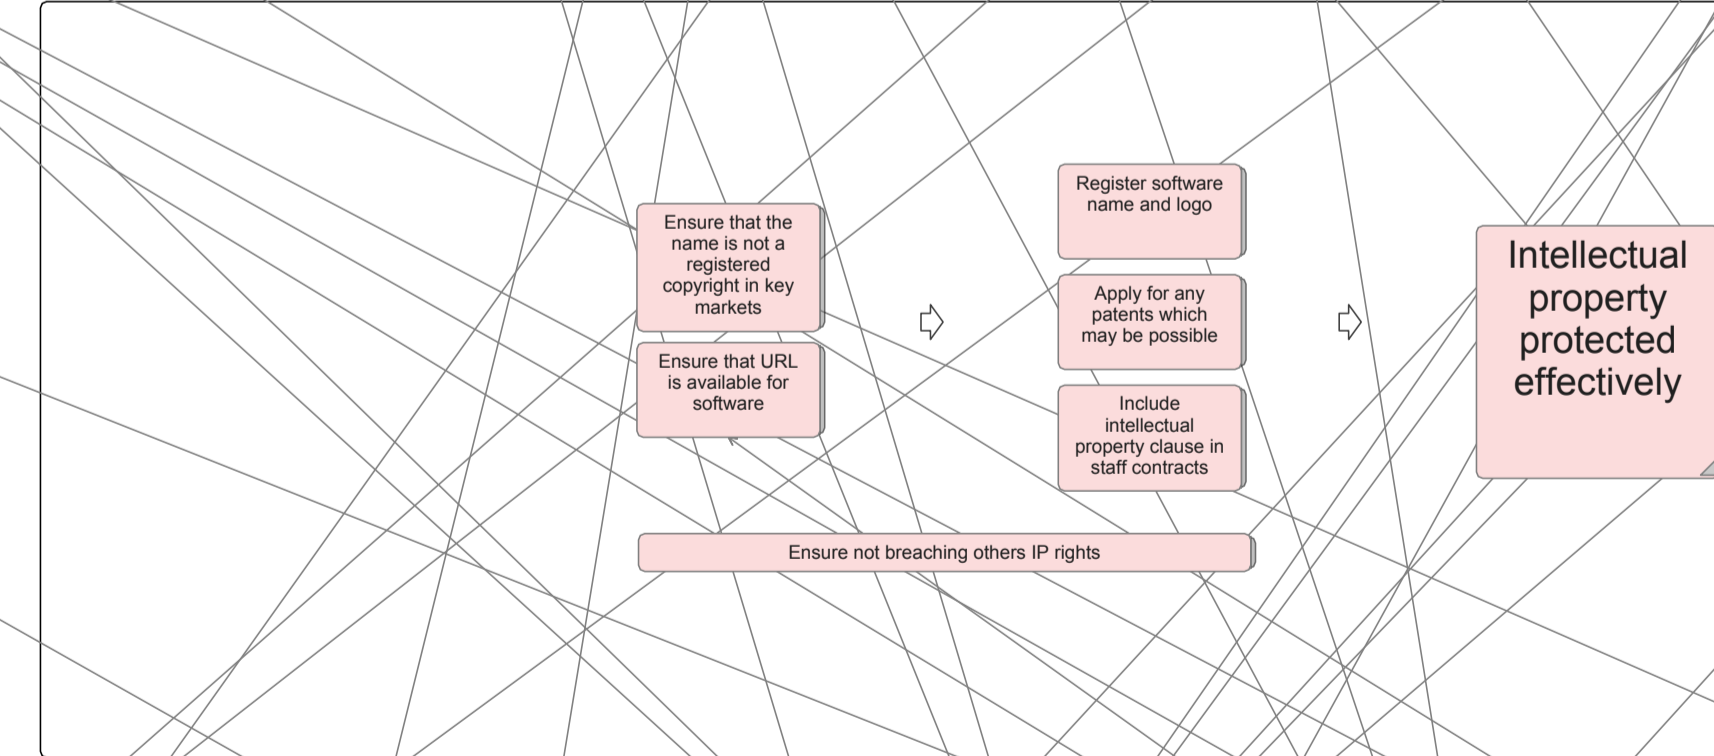 Ensure that the
name is not a
registered
copyright in key
markets
Ensure that URL
is available for
software
Register software
name and logo
Apply for any
patents which
may be possible
Include
intellectual
property clause in
staff contracts
Ensure not breaching others IP rights
Intellectual
property
protected
effectively